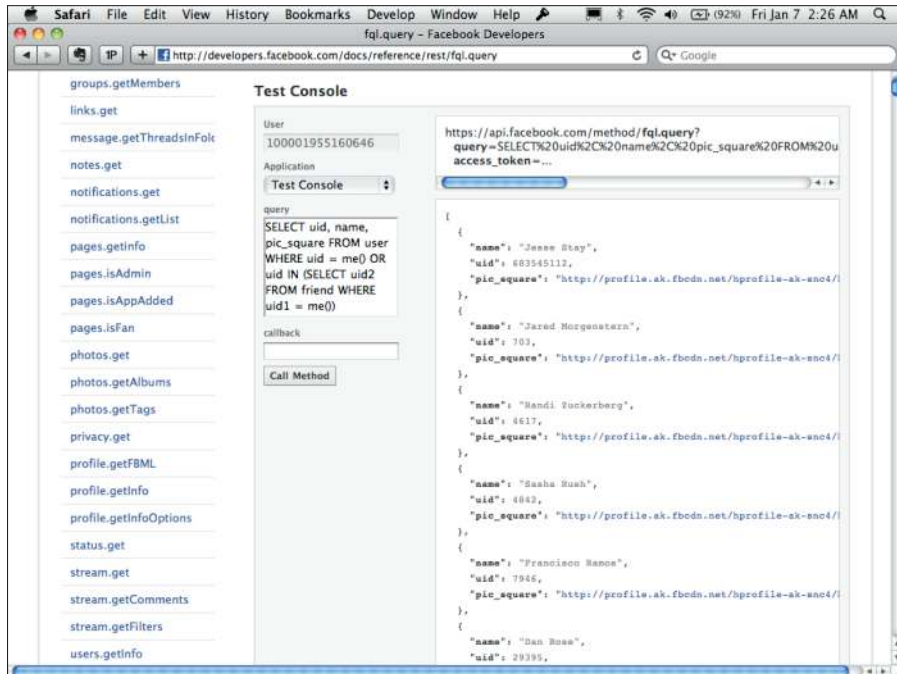 Safari File Edit View History Bookmarks Develop Window Help (92%) Fri Jan 7 2:26 AM
fql.query – Facebook Developers
1P + http://developers.facebook.com/docs/reference/rest/fql.query Google
groups.getMembers
links.get
message.getThreadsInFold
notes.get
notifications.get
notifications.getList
pages.getinfo
pages.isAdmin
pages.isAppAdded
pages.isFan
photos.get
photos.getAlbums
photos.getTags
privacy.get
profile.getFBML
profile.getInfo
profile.getInfoOptions
status.get
stream.get
stream.getComments
stream.getFilters
users.getInfo
Test Console
User
100001955160646
Application
Test Console
query
SELECT uid, name,
pic_square FROM user
WHERE uid = me() OR
uid IN (SELECT uid2
FROM friend WHERE
uid1 = me())
callback
Call Method
https://api.facebook.com/method/fql.query?
query=SELECT%20uid%2C%20name%2C%20pic_square%20FROM%20u
access_token=...
[
{
"name": "Jesse Stay",
"uid": 683545112,
"pic_square": "http://profile.ak.fbcdn.net/hprofile-ak-snc4/
},
{
"name": "Jared Morgenstern",
"uid": 703,
"pic_square": "http://profile.ak.fbcdn.net/hprofile-ak-snc4/
},
{
"name": "Randi Zuckerberg",
"uid": 4617,
"pic_square": "http://profile.ak.fbcdn.net/hprofile-ak-snc4/
},
{
"name": "Sasha Rush",
"uid": 4842,
"pic_square": "http://profile.ak.fbcdn.net/hprofile-ak-snc4/
},
{
"name": "Francisco Ramos",
"uid": 7946,
"pic_square": "http://profile.ak.fbcdn.net/hprofile-ak-snc4/
},
{
"name": "Dan Rose",
"uid": 29395,